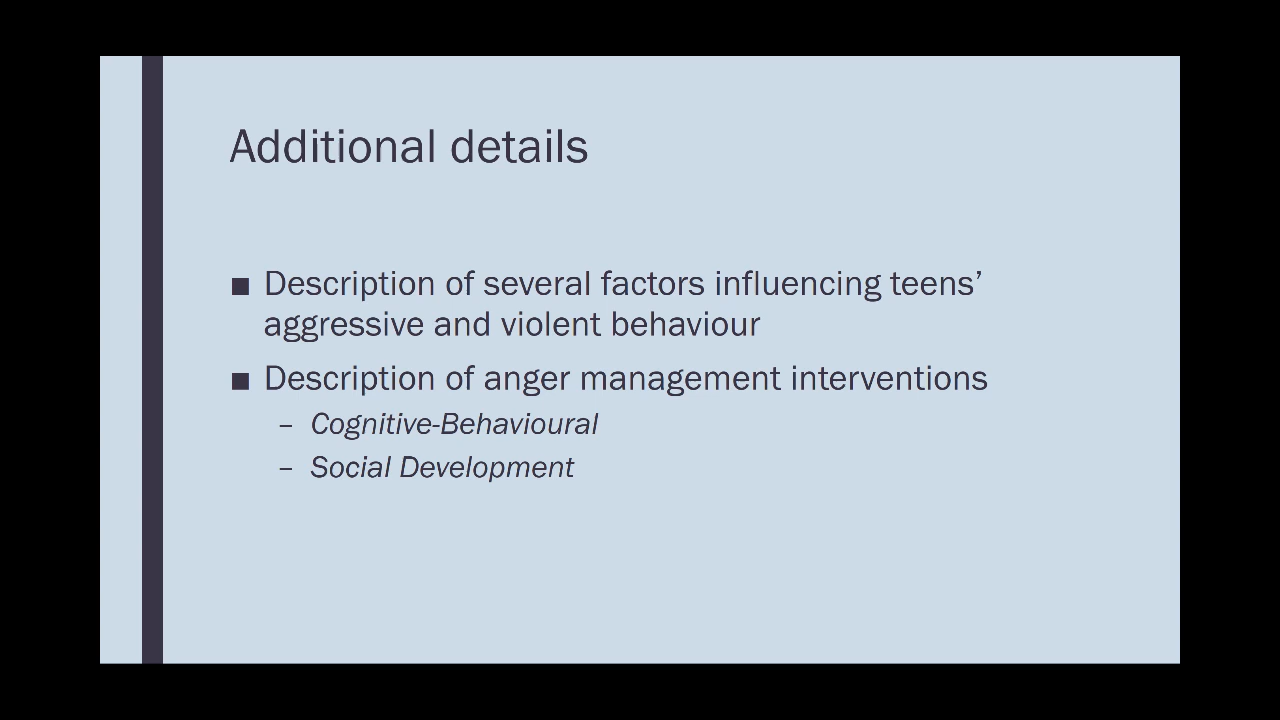 Additional details
■ Description of several factors influencing teens’
aggressive and violent behaviour
■ Description of anger management interventions
– Cognitive-Behavioural
– Social Development